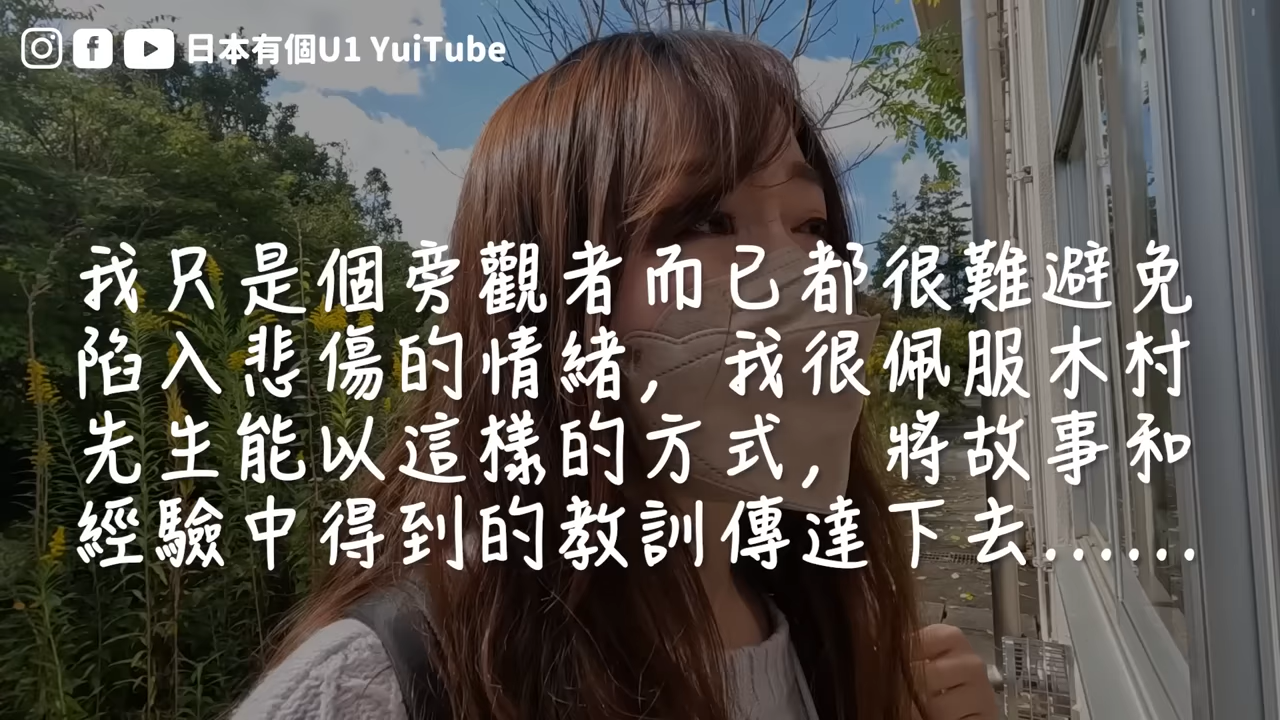 日本有個U1 YuiTube
我只是個旁觀者而已都很難避免
陷入悲傷的情緒, 我很佩服木村
先生能以這樣的方式, 將故事和
經驗中得到的教訓傳達下去......